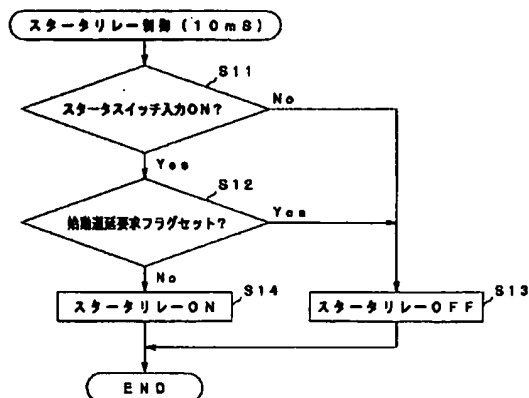 スタータリレー制御（１０ｍＳ）
Ｓ１１
スタータスイッチ入力ＯＮ？
Ｎｏ
Ｙｅｓ
Ｓ１２
始動遅延要求フラグセット？
Ｙｅｓ
Ｎｏ
Ｓ１４
スタータリレーＯＮ
Ｓ１３
スタータリレーＯＦＦ
ＥＮＤ